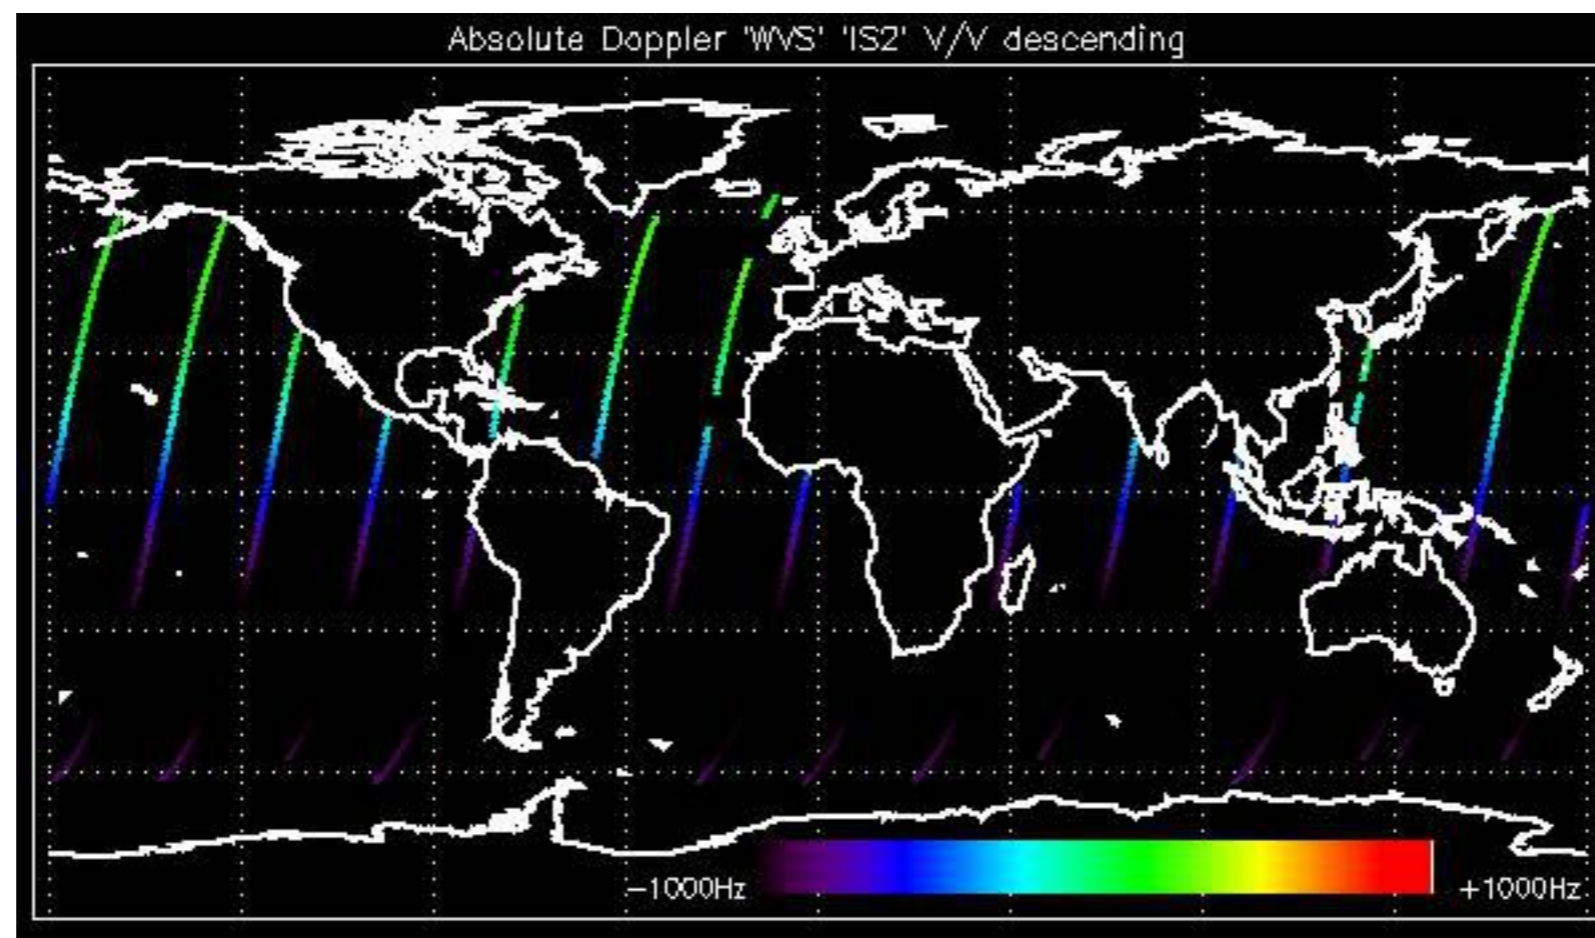 Absolute Doppler 'WVS' 'IS2' V/V descending
−1000Hz
+1000Hz